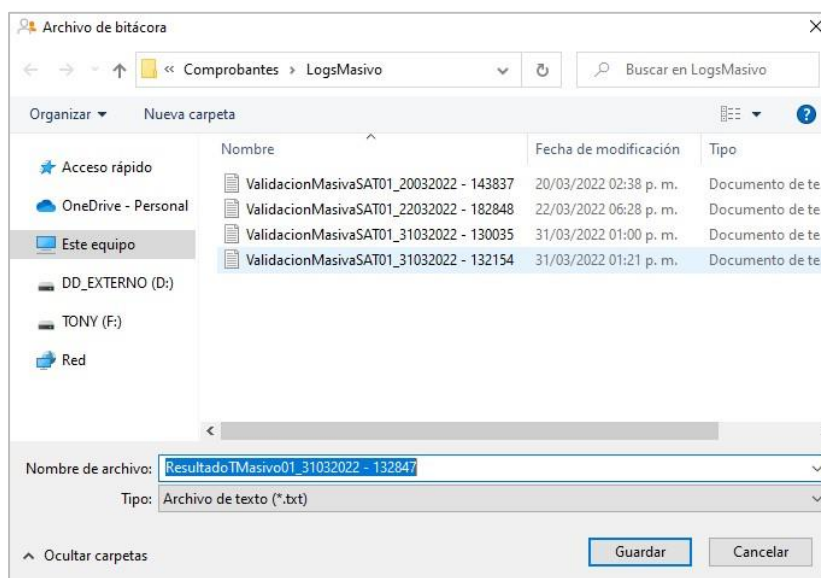 Archivo de bitácora
« Comprobantes › LogsMasivo
Buscar en LogsMasivo
Organizar
Nueva carpeta
Nombre
Fecha de modificación
Tipo
Acceso rápido
OneDrive - Personal
Este equipo
DD_EXTERNO (D:)
TONY (F:)
Red
ValidacionMasivaSAT01_20032022 - 143837 20/03/2022 02:38 p. m. Documento de te
ValidacionMasivaSAT01_22032022 - 182848 22/03/2022 06:28 p. m. Documento de te
ValidacionMasivaSAT01_31032022 - 130035 31/03/2022 01:00 p. m. Documento de te
ValidacionMasivaSAT01_31032022 - 132154 31/03/2022 01:21 p. m. Documento de te
Nombre de archivo: ResultadoTMasivo01_31032022 - 132847
Tipo: Archivo de texto (*.txt)
Ocultar carpetas
Guardar
Cancelar